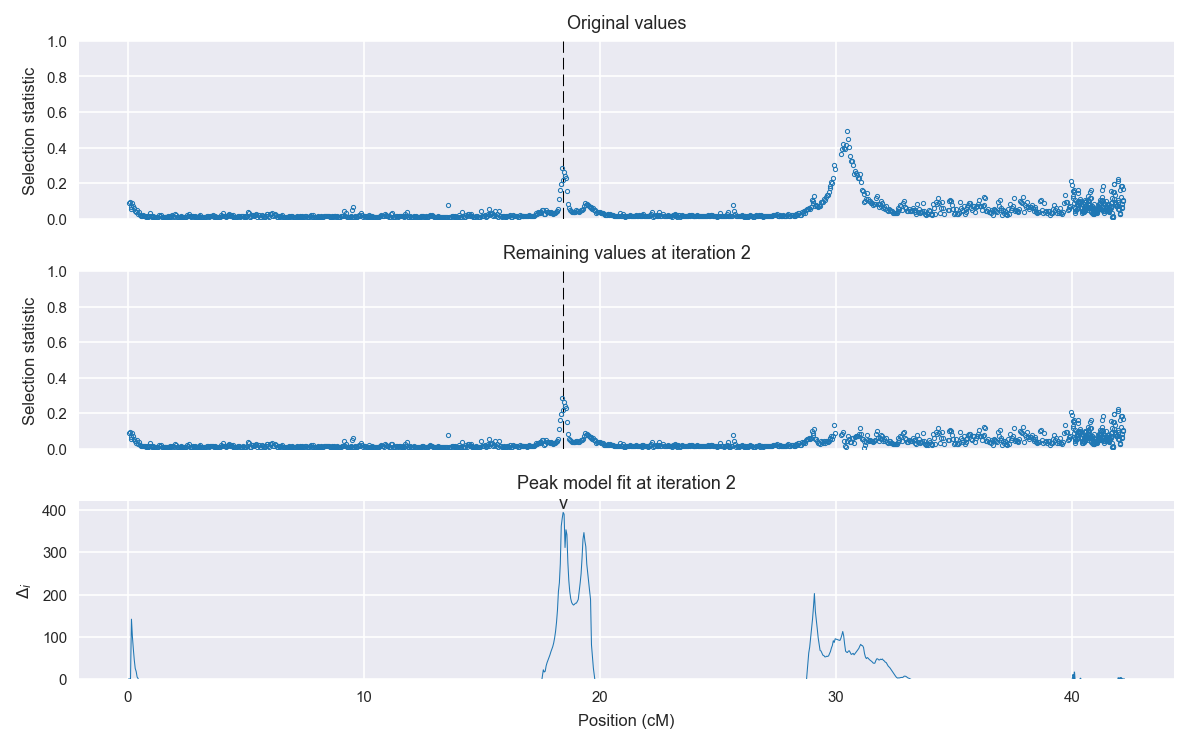 Original values
1.0
0.8
0.6
0.4
0.2
0.0
Selection statistic
Remaining values at iteration 2
1.0
0.8
0.6
0.4
0.2
0.0
Selection statistic
Peak model fit at iteration 2
v
400
300
200
100
0
Δi
0 10 20 30 40
Position (cM)